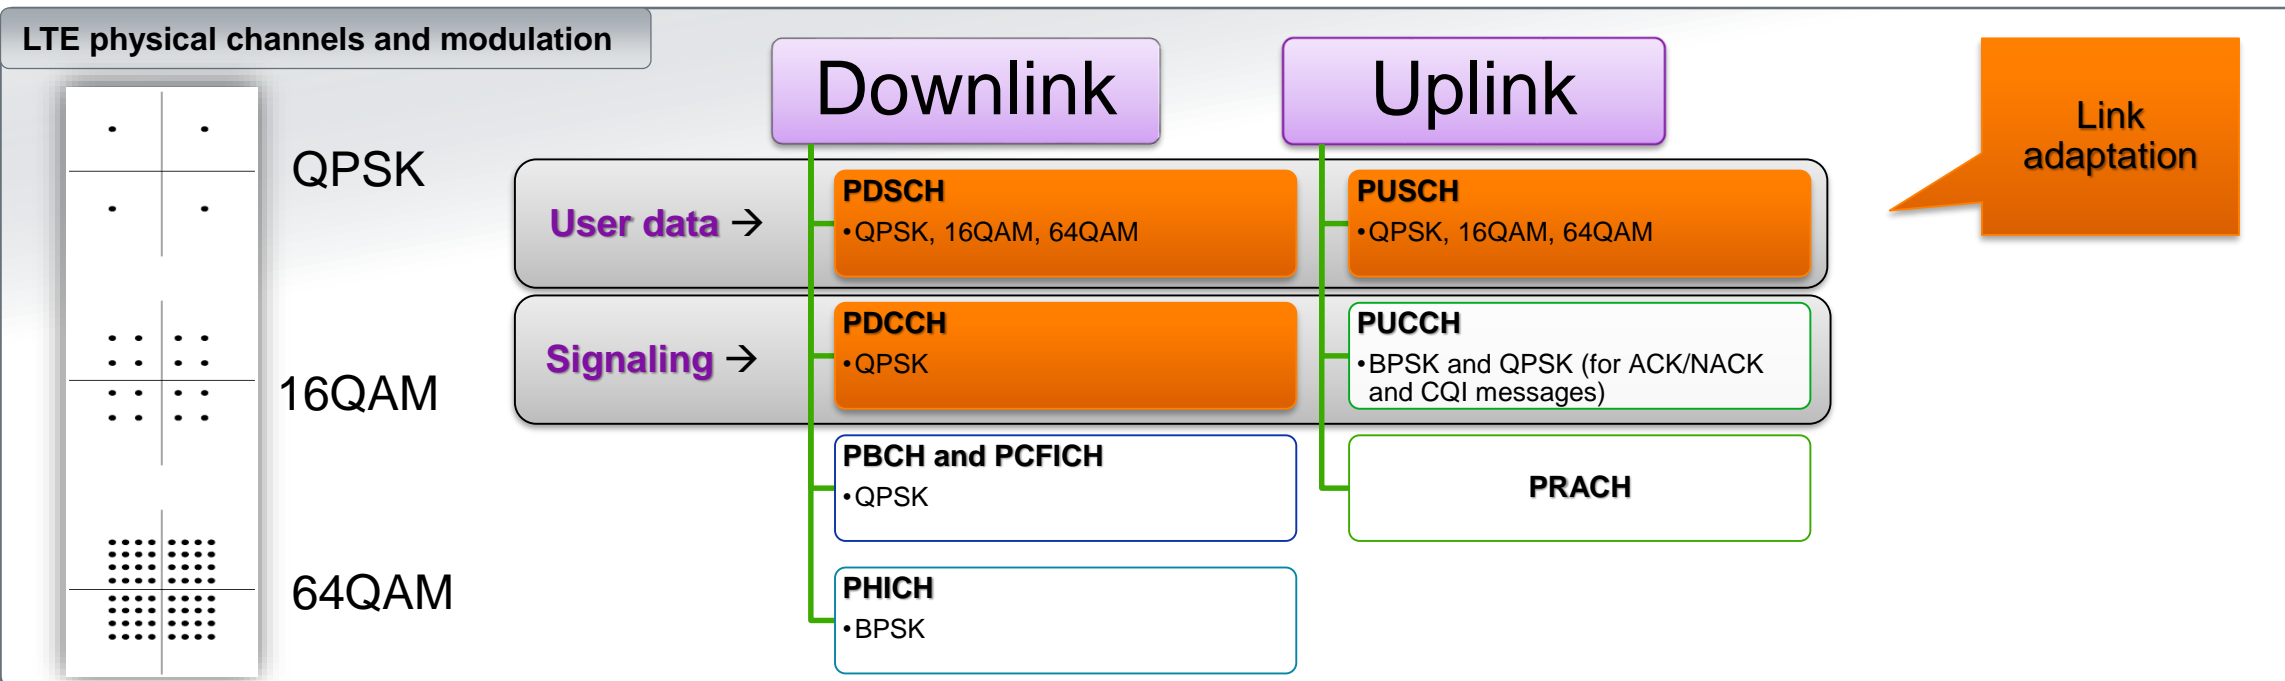 LTE physical channels and modulation
Downlink
Uplink
Link
adaptation
QPSK
16QAM
64QAM
User data →
PDSCH
•QPSK, 16QAM, 64QAM
PUSCH
•QPSK, 16QAM, 64QAM
Signaling →
PDCCH
•QPSK
PUCCH
•BPSK and QPSK (for ACK/NACK
and CQI messages)
PBCH and PCFICH
•QPSK
PRACH
PHICH
•BPSK